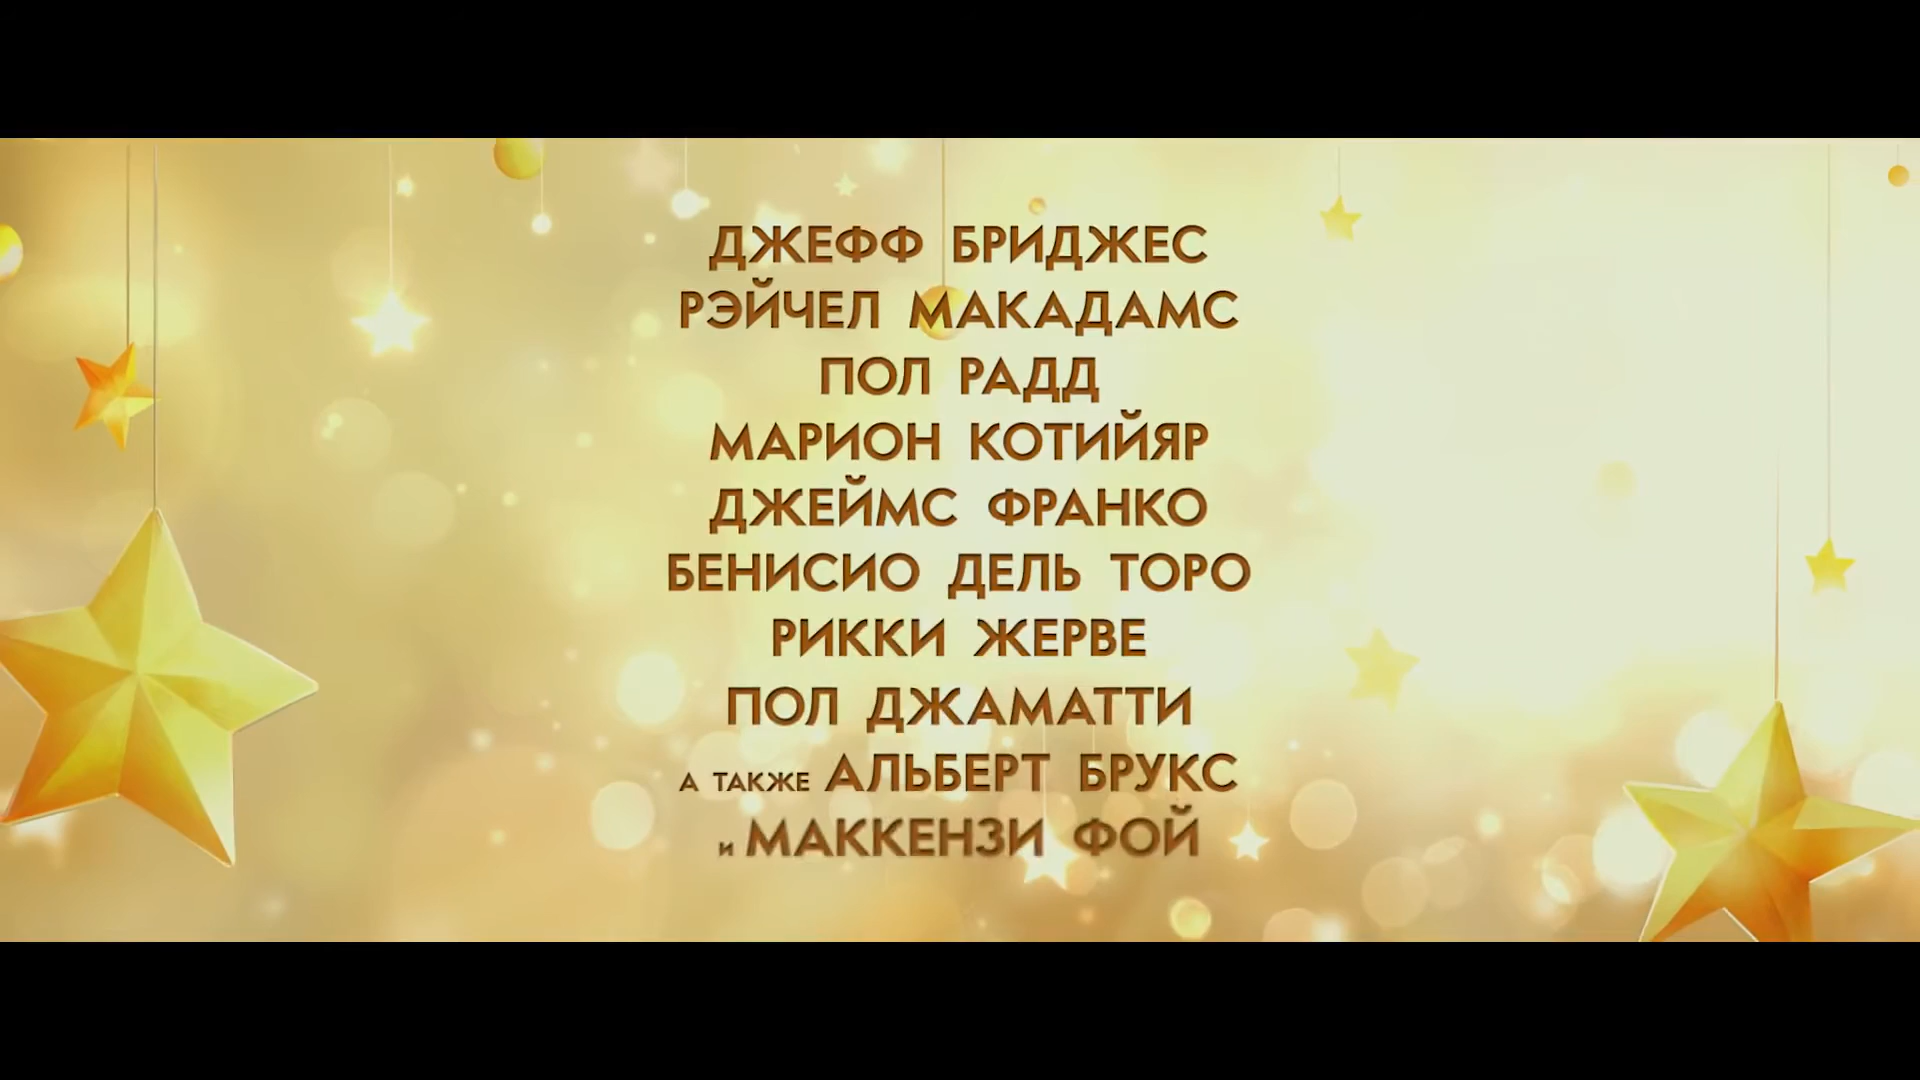 ДЖЕФФ БРИДЖЕС
РЭЙЧЕЛ МАКАДАМС
ПОЛ РАДД
МАРИОН КОТИЙЯР
ДЖЕЙМС ФРАНКО
БЕНИСИО ДЕЛЬ ТОРО
РИККИ ЖЕРВЕ
ПОЛ ДЖАМАТТИ
А ТАКЖЕ АЛЬБЕРТ БРУКС
И МАККЕНЗИ ФОЙ